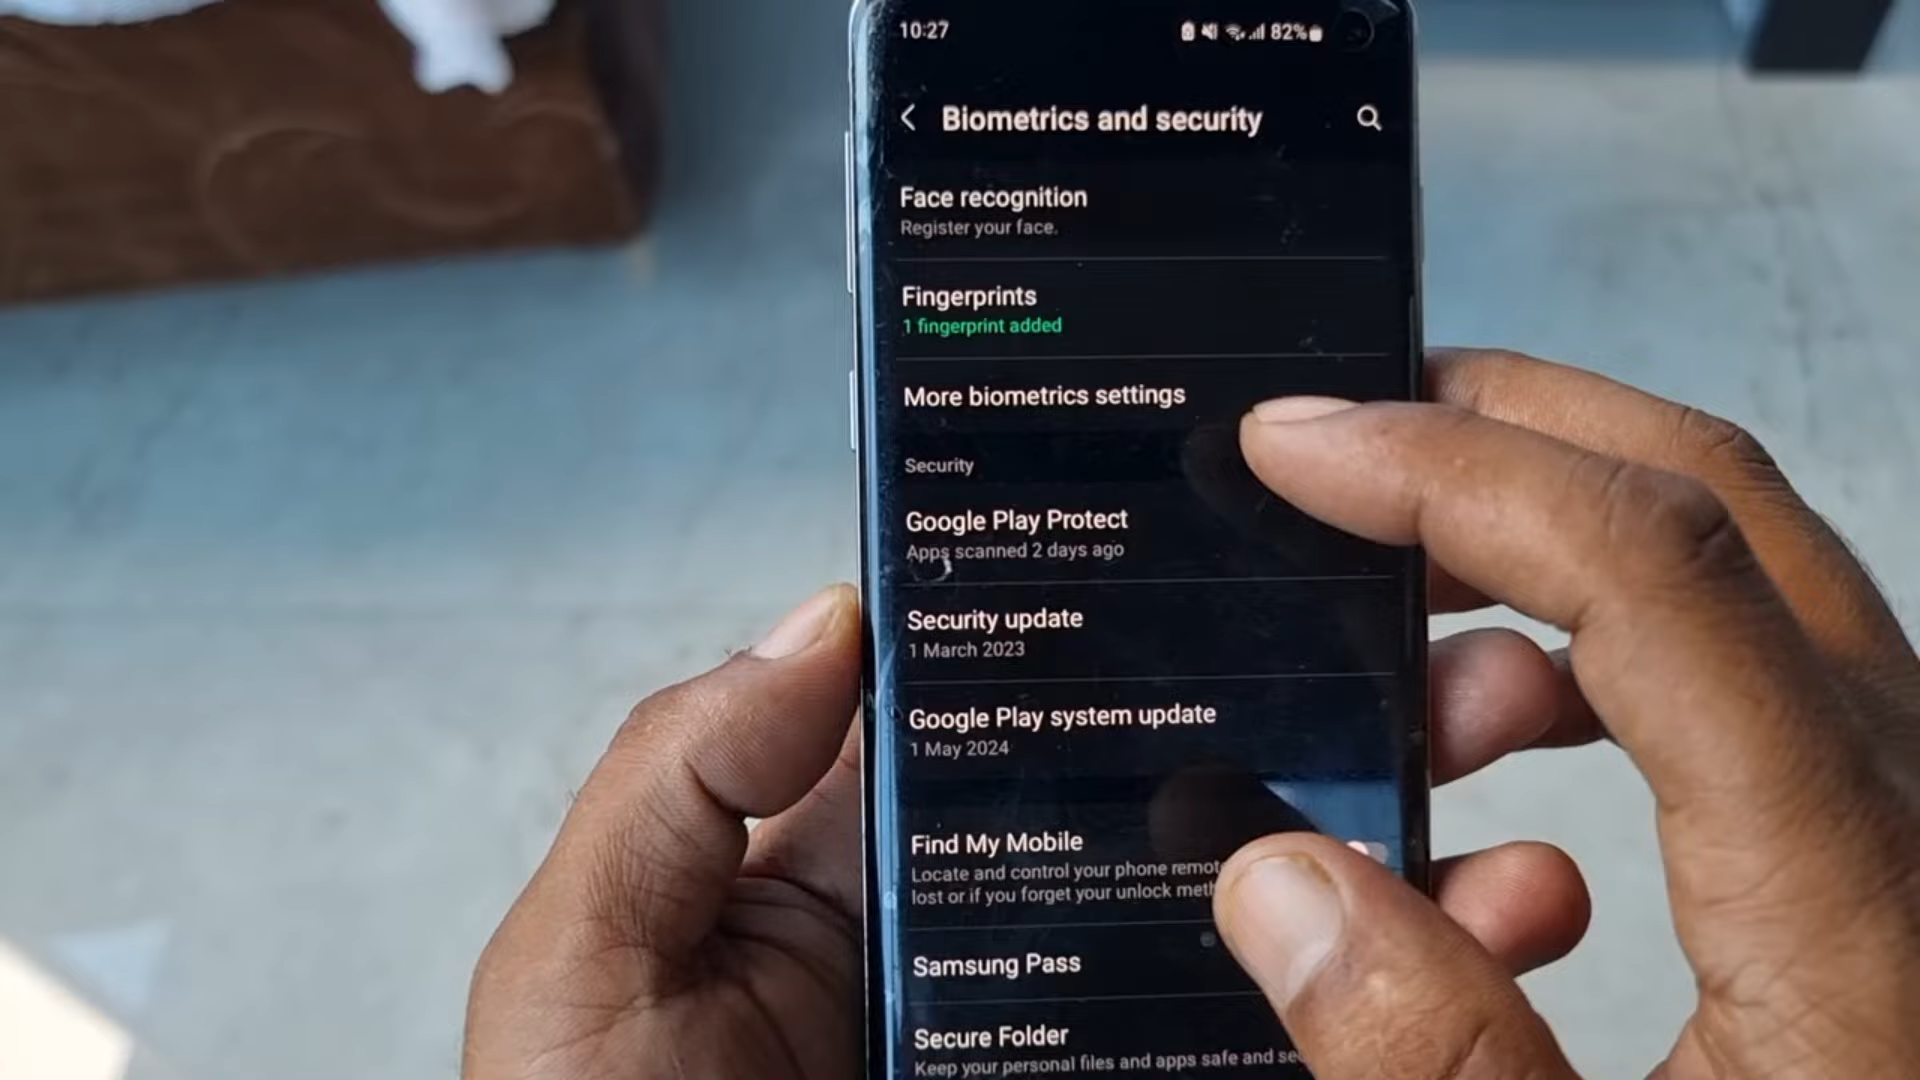 10:27
82%
Biometrics and security
Face recognition
Register your face.
Fingerprints
1 fingerprint added
More biometrics settings
Security
Google Play Protect
Apps scanned 2 days ago
Security update
1 March 2023
Google Play system update
1 May 2024
Find My Mobile
Locate and control your phone
lost or if you forget your unlock
Samsung Pass
Secure Folder
Keep your personal files and apps safe and